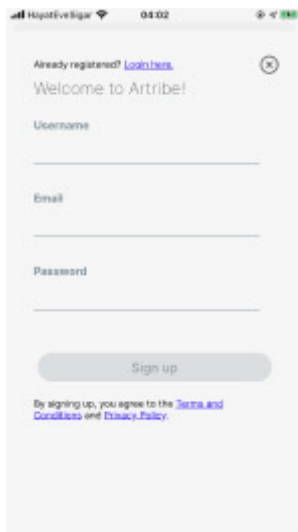 HayatEveSigar 04:02
Already registered? Login here.
Welcome to Artribe!
Username
Email
Password
Sign up
By signing up, you agree to the Terms and
Conditions and Privacy Policy.